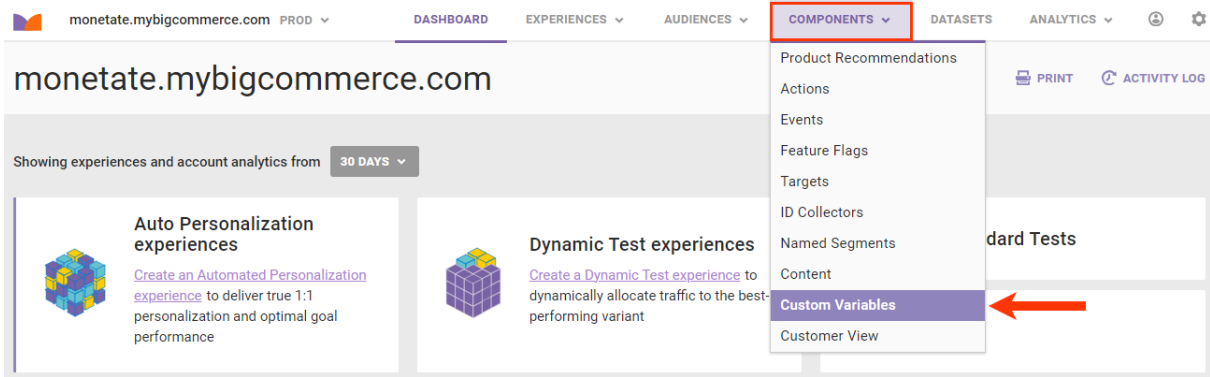 monetate.mybigcommerce.com PROD
DASHBOARD
EXPERIENCES
AUDIENCES
COMPONENTS
DATASETS
ANALYTICS
monetate.mybigcommerce.com
PRINT
ACTIVITY LOG
Product Recommendations
Actions
Events
Feature Flags
Targets
ID Collectors
Named Segments
Content
Custom Variables
Customer View
Showing experiences and account analytics from
30 DAYS
Auto Personalization
experiences
Create an Automated Personalization
experience to deliver true 1:1
personalization and optimal goal
performance
Dynamic Test experiences
Create a Dynamic Test experience to
dynamically allocate traffic to the best-
performing variant
dard Tests